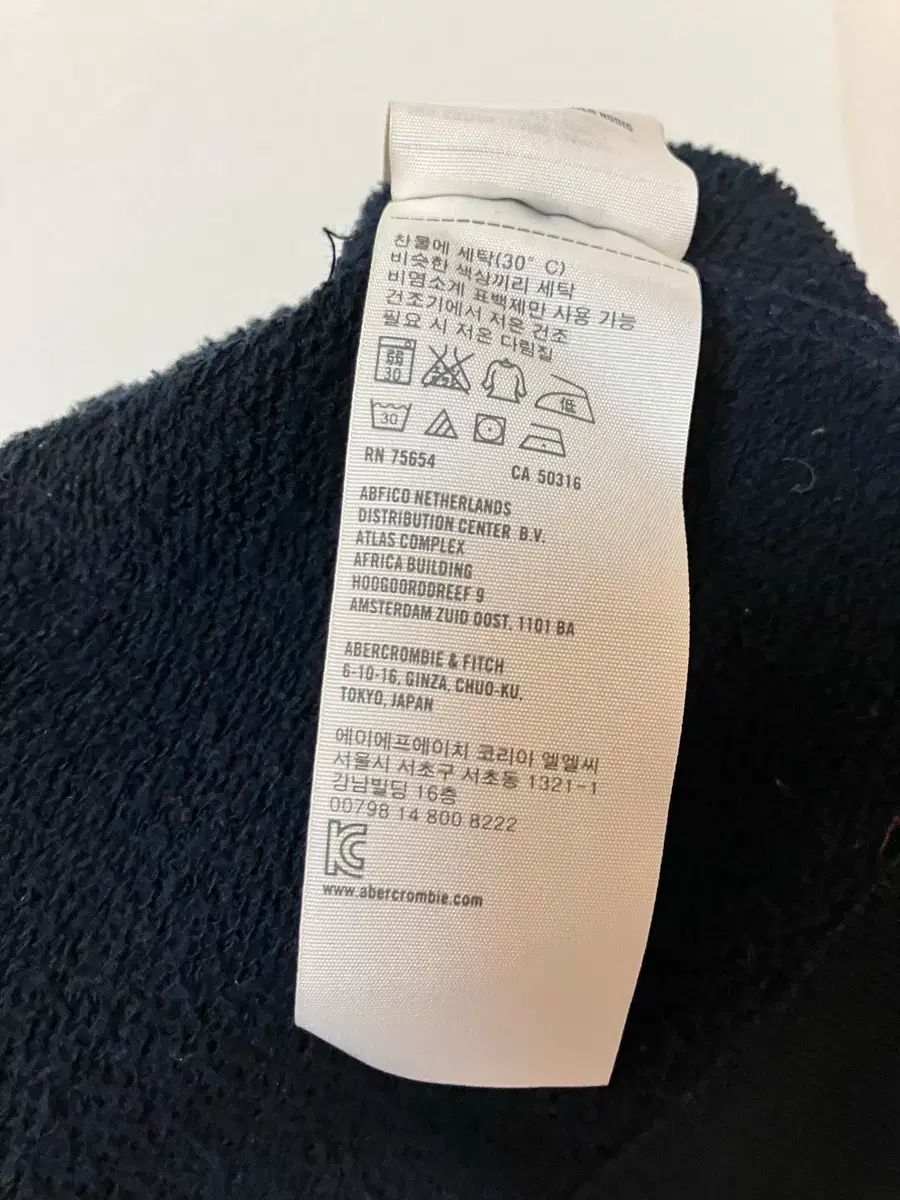 찬물에 세탁(30° C)
비슷한 색상끼리 세탁
비염소계 표백제만 사용 가능
건조기에서 저온 건조
필요 시 저온 다림질
30
低
30
RN 75654 CA 50316
ABFICO NETHERLANDS
DISTRIBUTION CENTER B.V.
ATLAS COMPLEX
AFRICA BUILDING
HOOGOORDDREEF 9
AMSTERDAM ZUID OOST. 1101 BA
ABERCROMBIE & FITCH
6-10-16, GINZA, CHUO-KU,
TOKYO, JAPAN
에이에프에이치 코리아 엘엘씨
서울시 서초구 서초동 1321-1
강남빌딩 16층
00798 14 800 8222
www.abercrombie.com